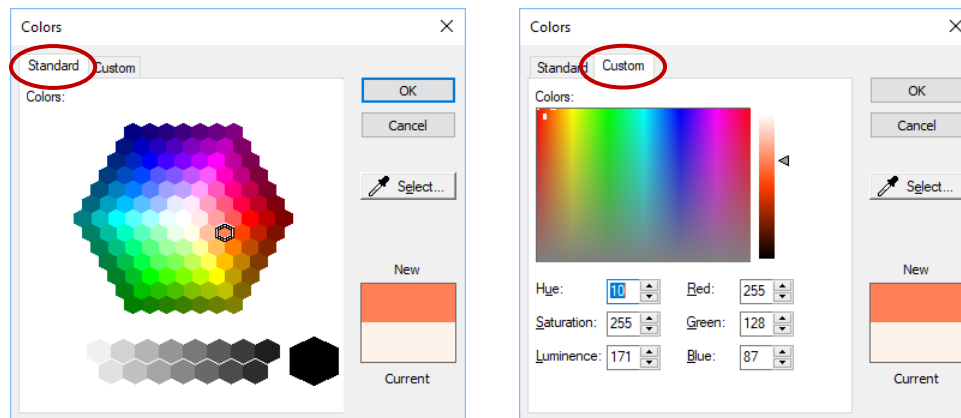 Colors
Standard Custom
Colors:
OK
Cancel
Select...
New
Current
Colors
Standard Custom
Colors:
OK
Cancel
Select...
Hue: 10 Red: 255
Saturation: 255 Green: 128
Luminence: 171 Blue: 87
New
Current